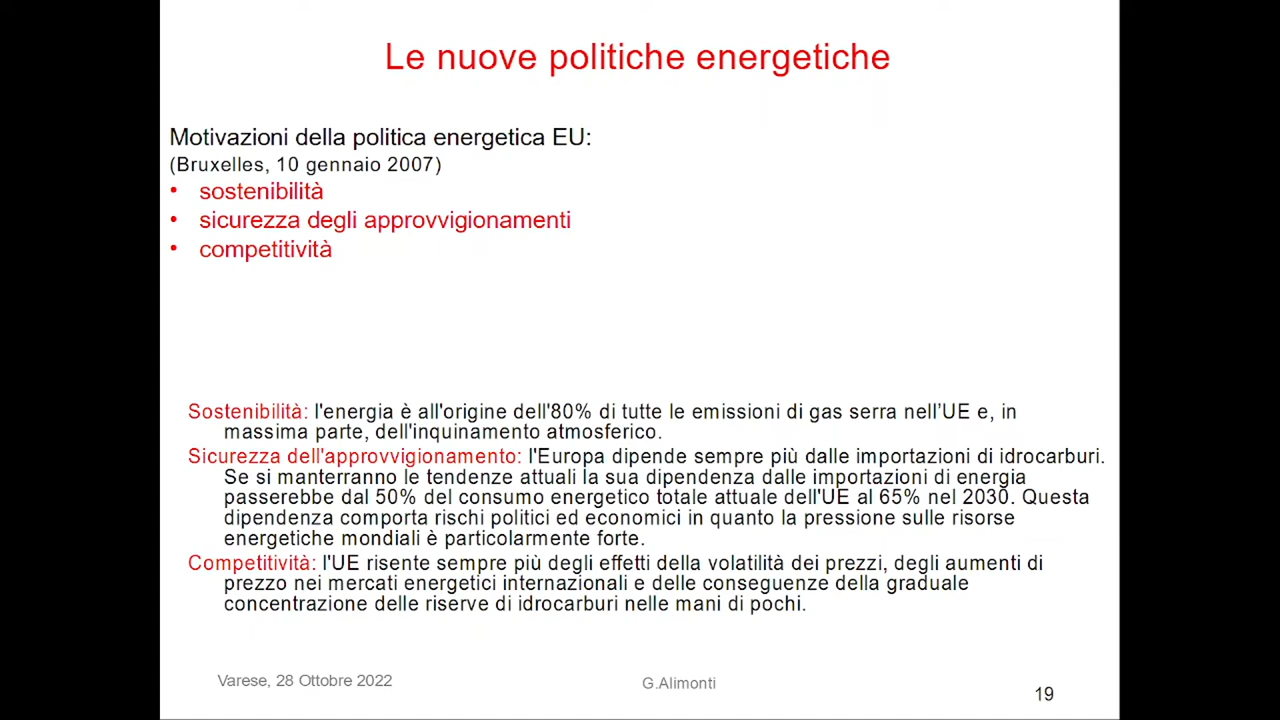 Le nuove politiche energetiche
Motivazioni della politica energetica EU:
(Bruxelles, 10 gennaio 2007)
• sostenibilità
• sicurezza degli approvvigionamenti
• competitività
Sostenibilità: l'energia è all'origine dell'80% di tutte le emissioni di gas serra nell'UE e, in
massima parte, dell'inquinamento atmosferico.
Sicurezza dell'approvvigionamento: l'Europa dipende sempre più dalle importazioni di idrocarburi.
Se si manterranno le tendenze attuali la sua dipendenza dalle importazioni di energia
passerebbe dal 50% del consumo energetico totale attuale dell'UE al 65% nel 2030. Questa
dipendenza comporta rischi politici ed economici in quanto la pressione sulle risorse
energetiche mondiali è particolarmente forte.
Competitività: l'UE risente sempre più degli effetti della volatilità dei prezzi, degli aumenti di
prezzo nei mercati energetici internazionali e delle conseguenze della graduale
concentrazione delle riserve di idrocarburi nelle mani di pochi.
Varese, 28 Ottobre 2022
G.Alimonti
19